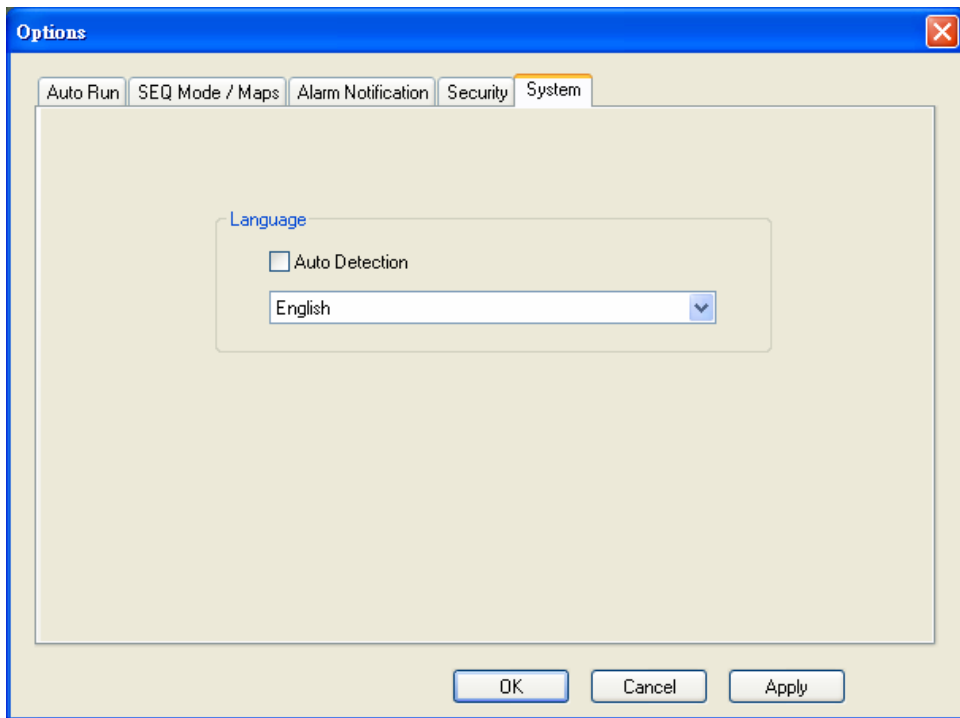 Options
Auto Run SEQ Mode / Maps Alarm Notification Security System
Language
Auto Detection
English
OK Cancel Apply